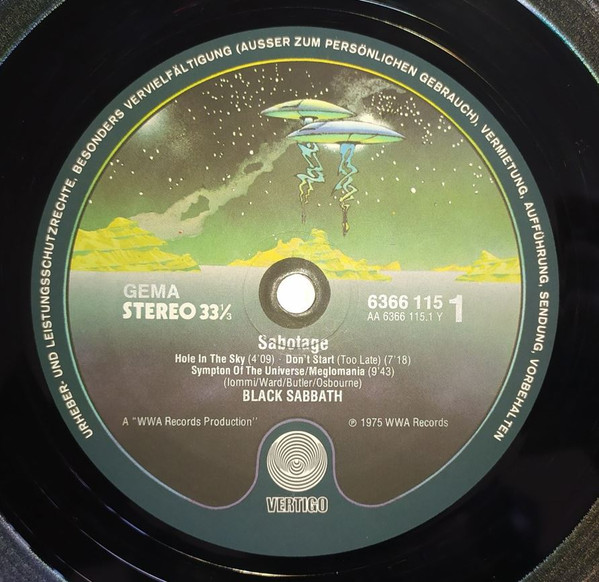 URHEBER- UND LEISTUNGSSCHUTZRECHTE, BESONDERS VERVIELFÄLTIGUNG (AUSSER ZUM PERSÖNLICHEN GEBRAUCH), VERMIETUNG, AUFFÜHRUNG, SENDUNG, VORBEHALTEN
GEMA
STEREO 33⅓
6366 115 1
AA 6366 115.1 Y
Sabotage
Hole In The Sky (4'09) - Don't Start (Too Late) (7'18)
Sympton Of The Universe/Meglomania (9'43)
(Iommi/Ward/Butler/Osbourne)
BLACK SABBATH
A "WWA Records Production" ℗ 1975 WWA Records
VERTIGO